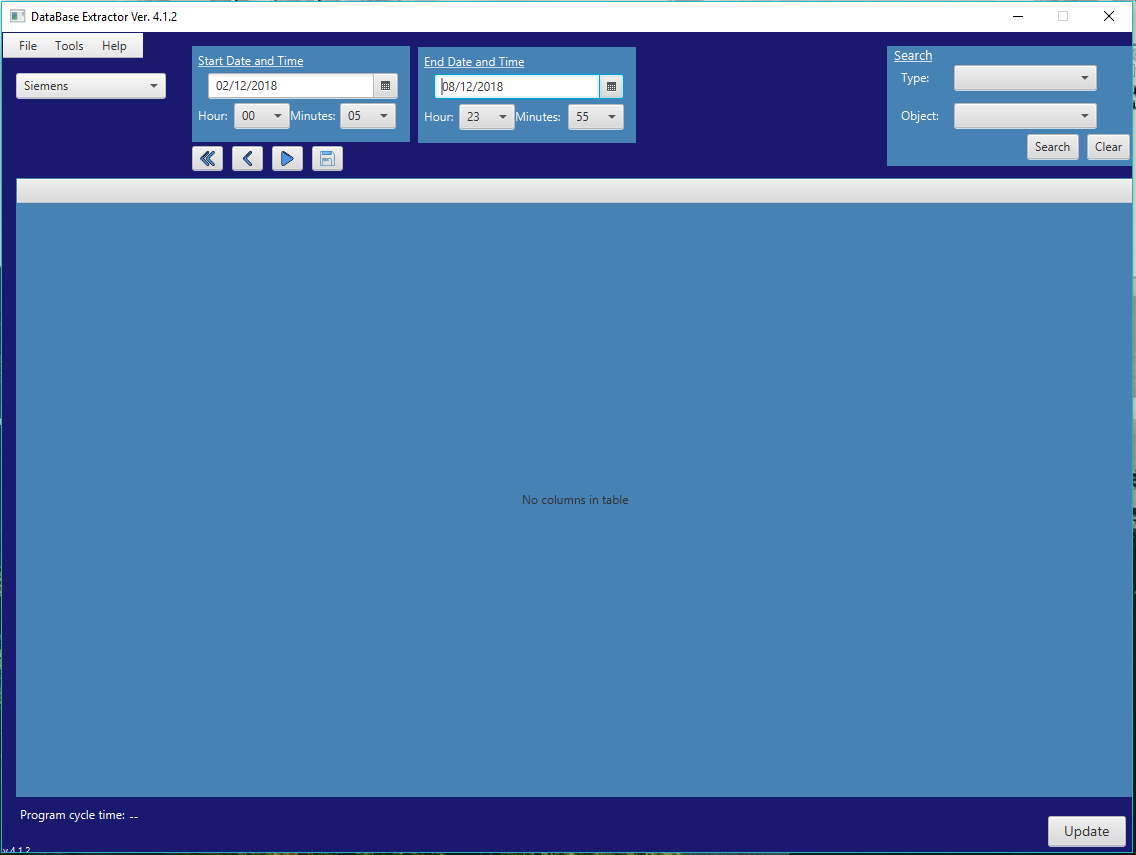 DataBase Extractor Ver. 4.1.2
File Tools Help
Siemens
Start Date and Time
02/12/2018
Hour: 00 Minutes: 05
End Date and Time
08/12/2018
Hour: 23 Minutes: 55
Search
Type:
Object:
Search Clear
No columns in table
Program cycle time: --
Update
v 4.1.2